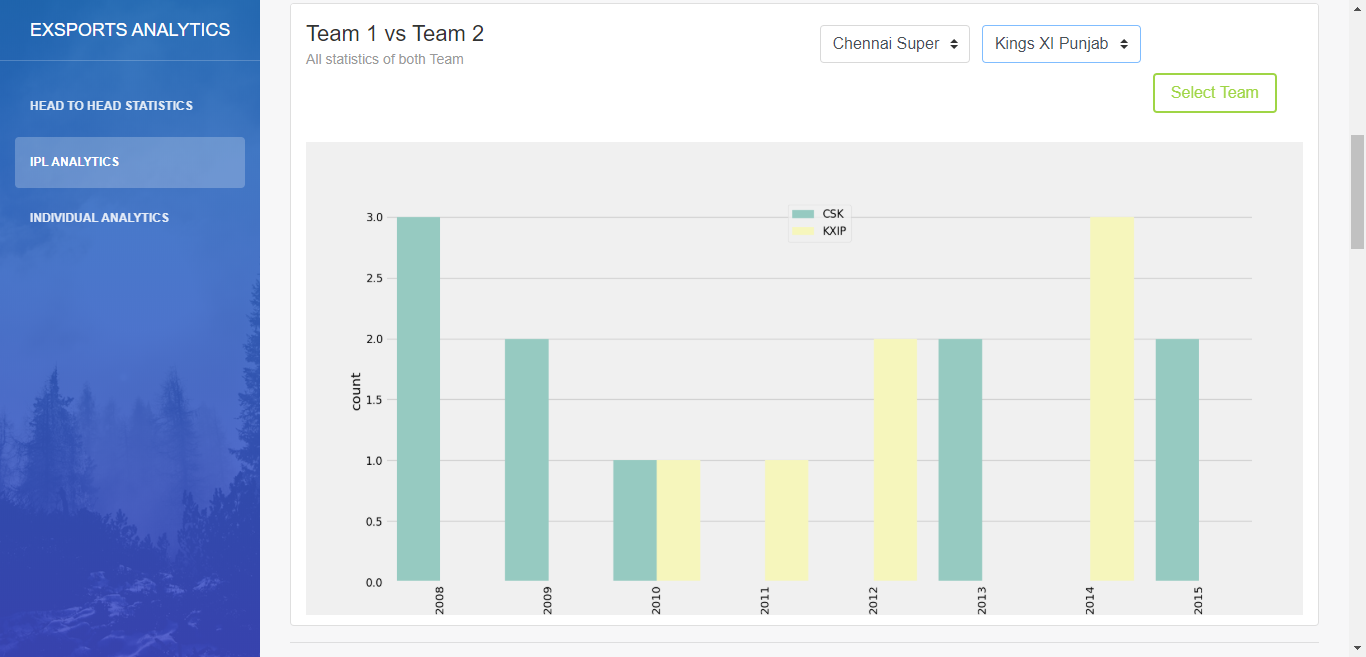 EXSPORTS ANALYTICS
HEAD TO HEAD STATISTICS
IPL ANALYTICS
INDIVIDUAL ANALYTICS
Team 1 vs Team 2
All statistics of both Team
Chennai Super
Kings XI Punjab
Select Team
CSK
KXIP
3.0
2.5
2.0
1.5
1.0
0.5
0.0
count
2008
2009
2010
2011
2012
2013
2014
2015